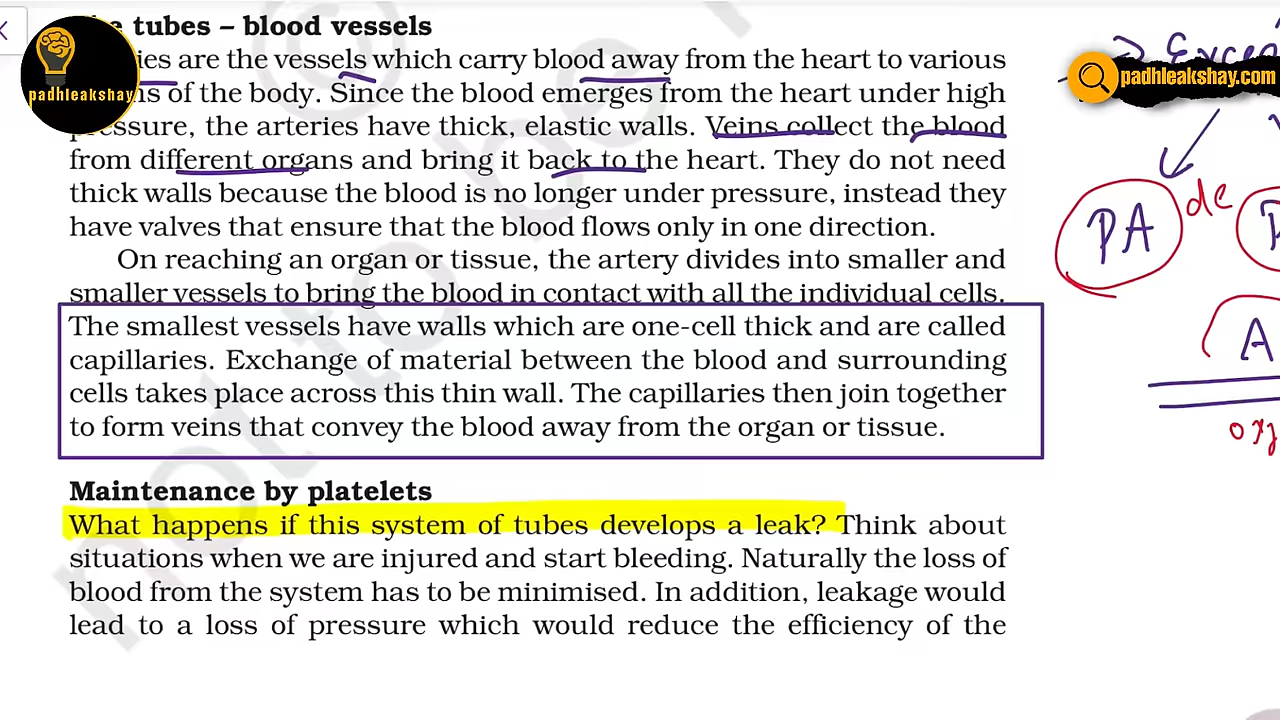 tubes – blood vessels
are the vessels which carry blood away from the heart to various
of the body. Since the blood emerges from the heart under high
pressure, the arteries have thick, elastic walls. Veins collect the blood
from different organs and bring it back to the heart. They do not need
thick walls because the blood is no longer under pressure, instead they
have valves that ensure that the blood flows only in one direction.
On reaching an organ or tissue, the artery divides into smaller and
smaller vessels to bring the blood in contact with all the individual cells.
The smallest vessels have walls which are one-cell thick and are called
capillaries. Exchange of material between the blood and surrounding
cells takes place across this thin wall. The capillaries then join together
to form veins that convey the blood away from the organ or tissue.
Maintenance by platelets
What happens if this system of tubes develops a leak? Think about
situations when we are injured and start bleeding. Naturally the loss of
blood from the system has to be minimised. In addition, leakage would
lead to a loss of pressure which would reduce the efficiency of the
padhleakshay
padhleakshay.com
PA
de
A
not to be